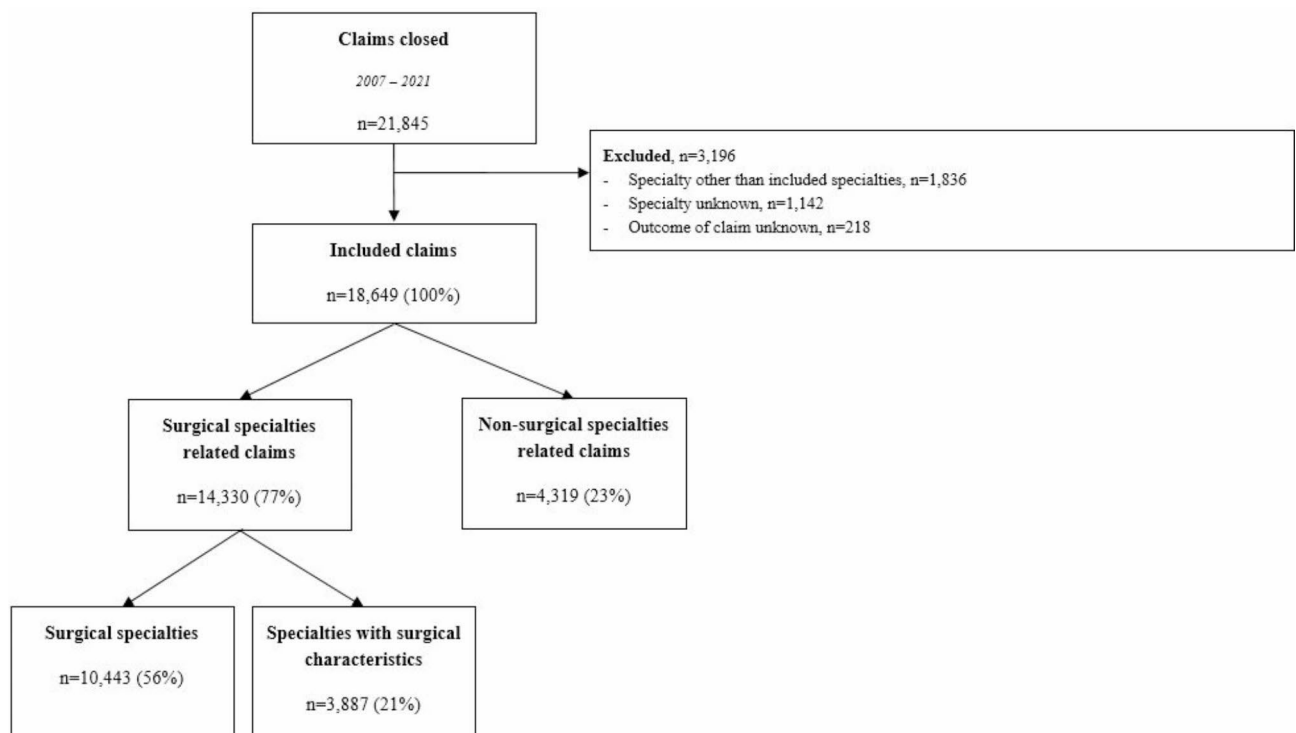 Claims closed
2007 – 2021
n=21,845
Excluded, n=3,196
- Specialty other than included specialties, n=1,836
- Specialty unknown, n=1,142
- Outcome of claim unknown, n=218
Included claims
n=18,649 (100%)
Surgical specialties
related claims
n=14,330 (77%)
Non-surgical specialties
related claims
n=4,319 (23%)
Surgical specialties
n=10,443 (56%)
Specialties with surgical
characteristics
n=3,887 (21%)